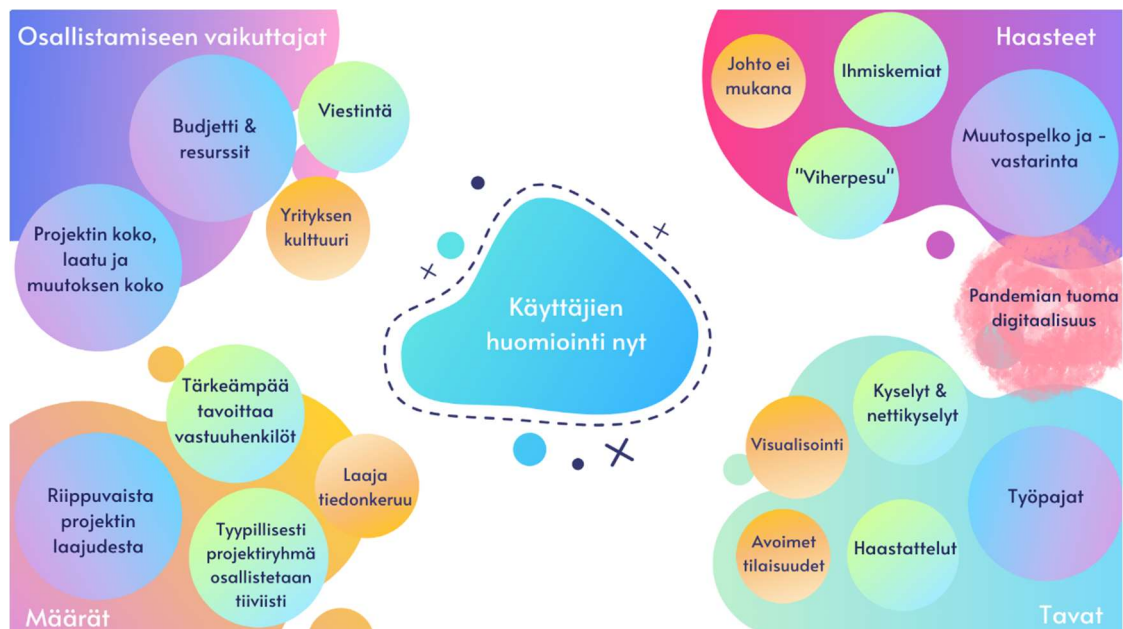 Osallistamiseen vaikuttajat
Budjetti &
resurssit
Viestintä
Yrityksen
kulttuuri
Projektin koko,
laatu ja
muutoksen koko
Haasteet
Johto ei
mukana
Ihmiskemiat
"Viherpesu"
Muutospelko ja -
vastarinta
Pandemian tuoma
digitaalisuus
Käyttäjien
huomiointi nyt
Tärkeämpää
tavoittaa
vastuuhenkilöt
Laaja
tiedonkeruu
Riippuvaista
projektin
laajudesta
Tyypillisesti
projektiryhmä
osallistetaan
tiiviisti
Määrät
Kyselyt &
nettikyselyt
Visualisointi
Työpajat
Avoimet
tilaisuudet
Haastattelut
Tavat